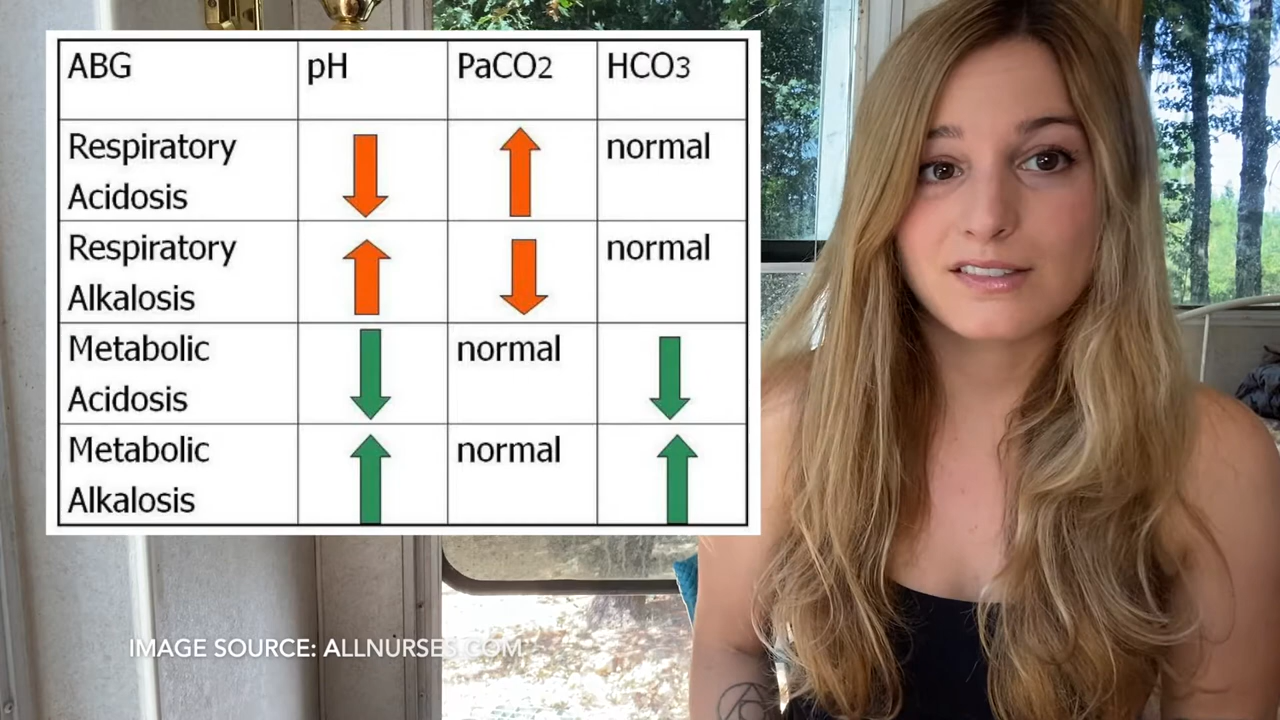 ABG pH PaCO2 HCO3
Respiratory Acidosis normal
Respiratory Alkalosis normal
Metabolic Acidosis normal
Metabolic Alkalosis normal
IMAGE SOURCE: ALLNURSES.COM